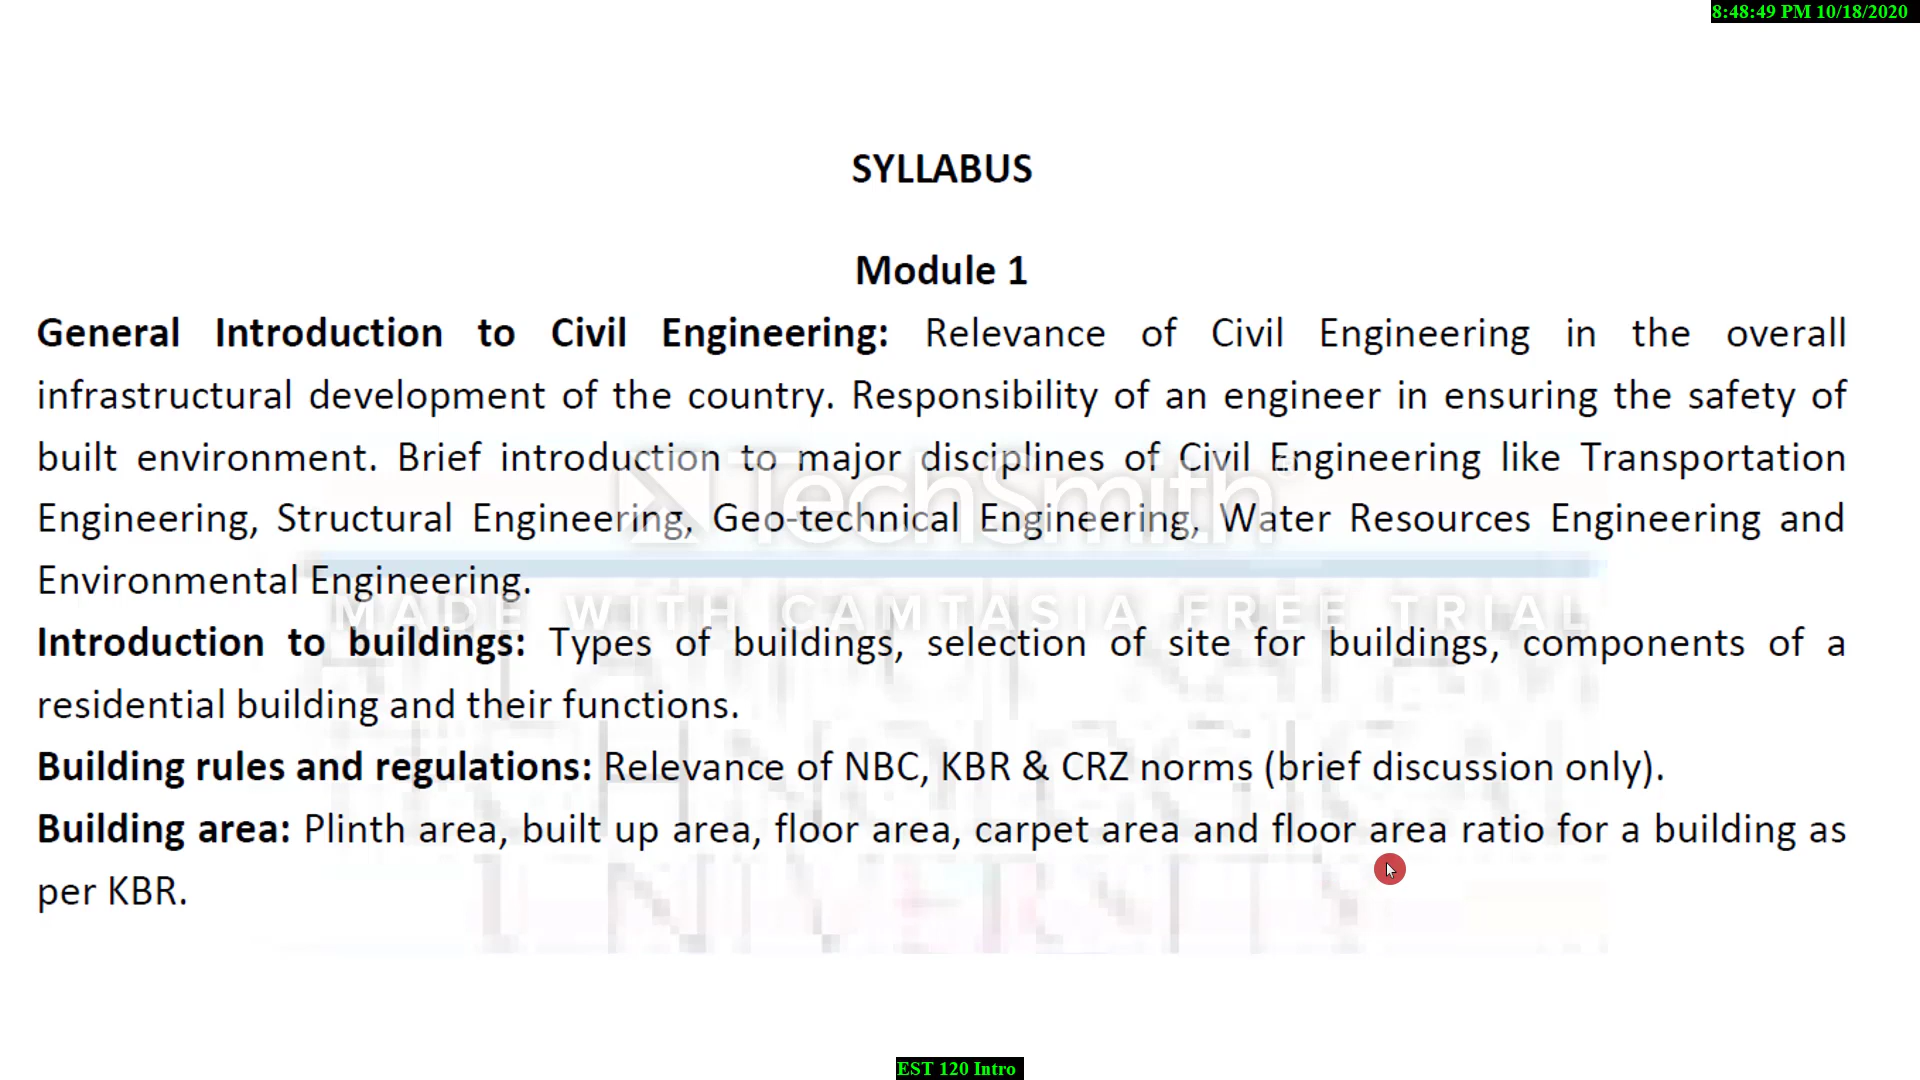 8:48:49 PM 10/18/2020
SYLLABUS
Module 1
General Introduction to Civil Engineering: Relevance of Civil Engineering in the overall
infrastructural development of the country. Responsibility of an engineer in ensuring the safety of
built environment. Brief introduction to major disciplines of Civil Engineering like Transportation
Engineering, Structural Engineering, Geo-technical Engineering, Water Resources Engineering and
TechSmith
Environmental Engineering.
MADE WITH CAMTASIA FREE TRIAL
Introduction to buildings: Types of buildings, selection of site for buildings, components of a
residential building and their functions.
Building rules and regulations: Relevance of NBC, KBR & CRZ norms (brief discussion only).
Building area: Plinth area, built up area, floor area, carpet area and floor area ratio for a building as
per KBR.
UNIVERSITY
EST 120 Intro